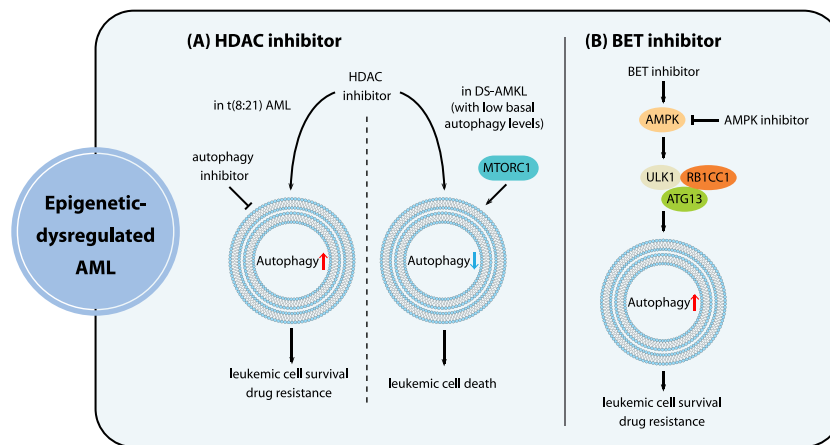 Epigenetic-
dysregulated
AML
(A) HDAC inhibitor
HDAC
inhibitor
in t(8:21) AML
in DS-AMKL
(with low basal
autophagy levels)
autophagy
inhibitor
MTORC1
Autophagy
Autophagy
leukemic cell survival
drug resistance
leukemic cell death
(B) BET inhibitor
BET inhibitor
AMPK
AMPK inhibitor
ULK1
RB1CC1
ATG13
Autophagy
leukemic cell survival
drug resistance